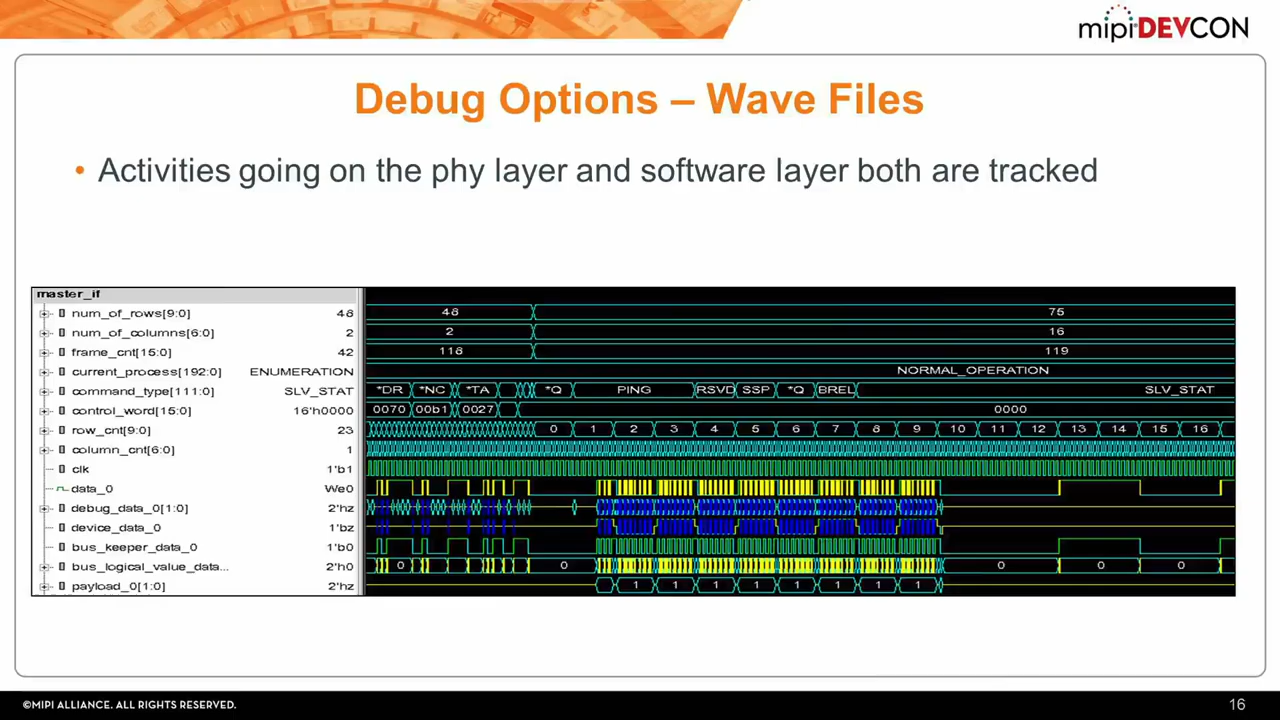 mipi DEVCON
Debug Options – Wave Files
• Activities going on the phy layer and software layer both are tracked
master_if
num_of_rows[9:0] 48 48 75
num_of_columns[6:0] 2 2 16
frame_cnt[15:0] 42 118 119
current_process[192:0] ENUMERATION NORMAL_OPERATION
command_type[111:0] SLV_STAT *DR *NC *TA *Q PING RSVD SSP *Q BREL SLV_STAT
control_word[15:0] 16'h0000 0070 00b1 0027 0000
row_cnt[9:0] 23 0 1 2 3 4 5 6 7 8 9 10 11 12 13 14 15 16
column_cnt[6:0] 1
clk 1'b1
data_0 We0
debug_data_0[1:0] 2'hz
device_data_0 1'bz
bus_keeper_data_0 1'b0
bus_logical_value_data... 2'h0 0 0 0 0 0
payload_0[1:0] 2'hz 1 1 1 1 1 1 1 1
©MIPI ALLIANCE. ALL RIGHTS RESERVED.
16